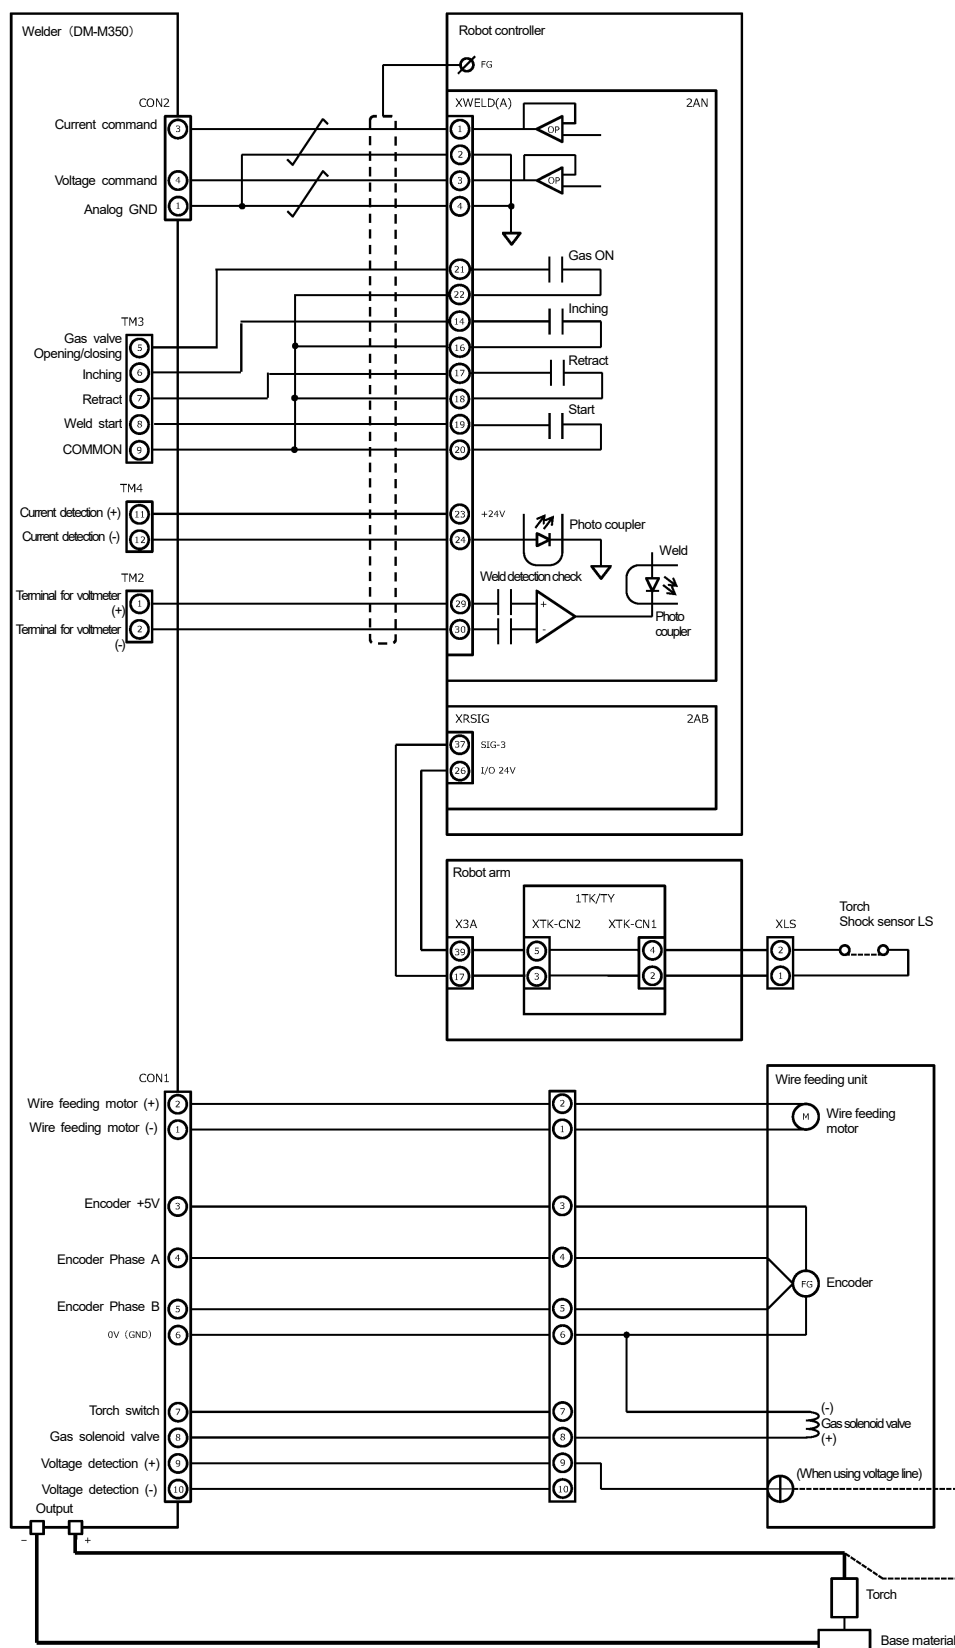 Welder（DM-M350）
Robot controller
FG
CON2
XWELD(A)
2AN
Current command
3
1
OP
2
Voltage command
4
3
OP
Analog GND
1
4
21
Gas ON
22
TM3
14
Inching
Gas valve
Opening/closing
5
16
Inching
6
17
Retract
Retract
7
18
Weld start
8
19
Start
COMMON
9
20
TM4
Current detection (+)
11
23
+24V
Photo coupler
Current detection (-)
12
24
Weld
TM2
Weld detection check
Terminal for voltmeter
(+)
1
29
+
Photo
coupler
Terminal for voltmeter
(-)
2
30
-
XRSIG
2AB
37
SIG-3
26
I/O 24V
Robot arm
1TK/TY
Torch
Shock sensor LS
X3A
XTK-CN2
XTK-CN1
XLS
39
5
4
2
17
3
2
1
CON1
Wire feeding unit
Wire feeding motor (+)
2
2
M
Wire feeding
motor
Wire feeding motor (-)
1
1
Encoder +5V
3
3
Encoder Phase A
4
4
FG
Encoder
Encoder Phase B
5
5
0V（GND）
6
6
Torch switch
7
7
(-)
Gas solenoid valve
(+)
Gas solenoid valve
8
8
Voltage detection (+)
9
9
(When using voltage line)
Voltage detection (-)
10
10
Output
−
+
Torch
Base material